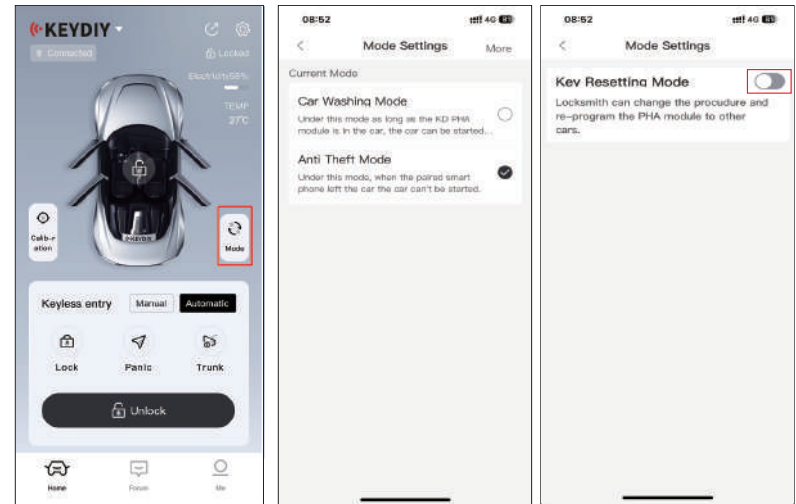 KEYDIY
Connected
Locked
Electricity58%
TEMP
27°C
Calib-r
ation
KEYDIY
Mode
Keyless entry
Manual
Automatic
Lock
Panic
Trunk
Unlock
Home
Forum
Me
08:52
4G
Mode Settings
More
Current Mode
Car Washing Mode
Under this mode as long as the KD PHA
module is in the car, the car can be started...
Anti Theft Mode
Under this mode, when the paired smart
phone left the car the car can't be started.
08:52
4G
Mode Settings
Key Resetting Mode
Locksmith can change the procudure and
re-program the PHA module to other
cars.